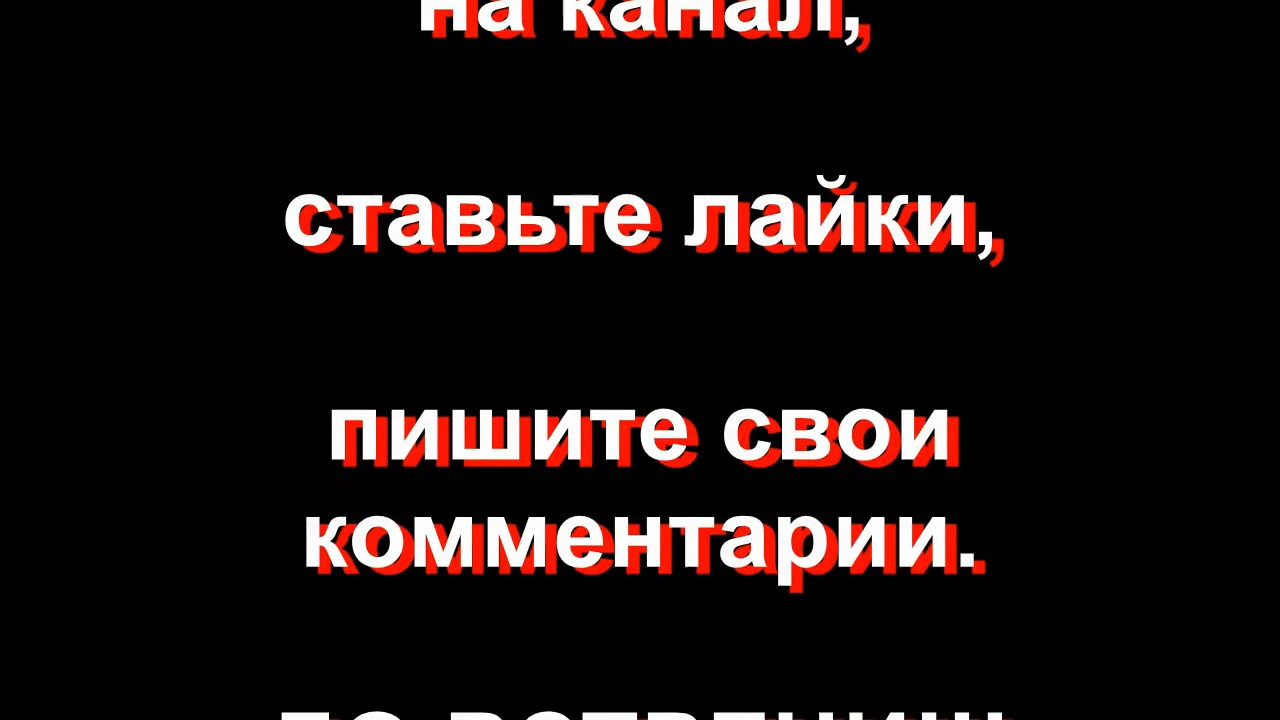 на канал,
ставьте лайки,
пишите свои
комментарии.